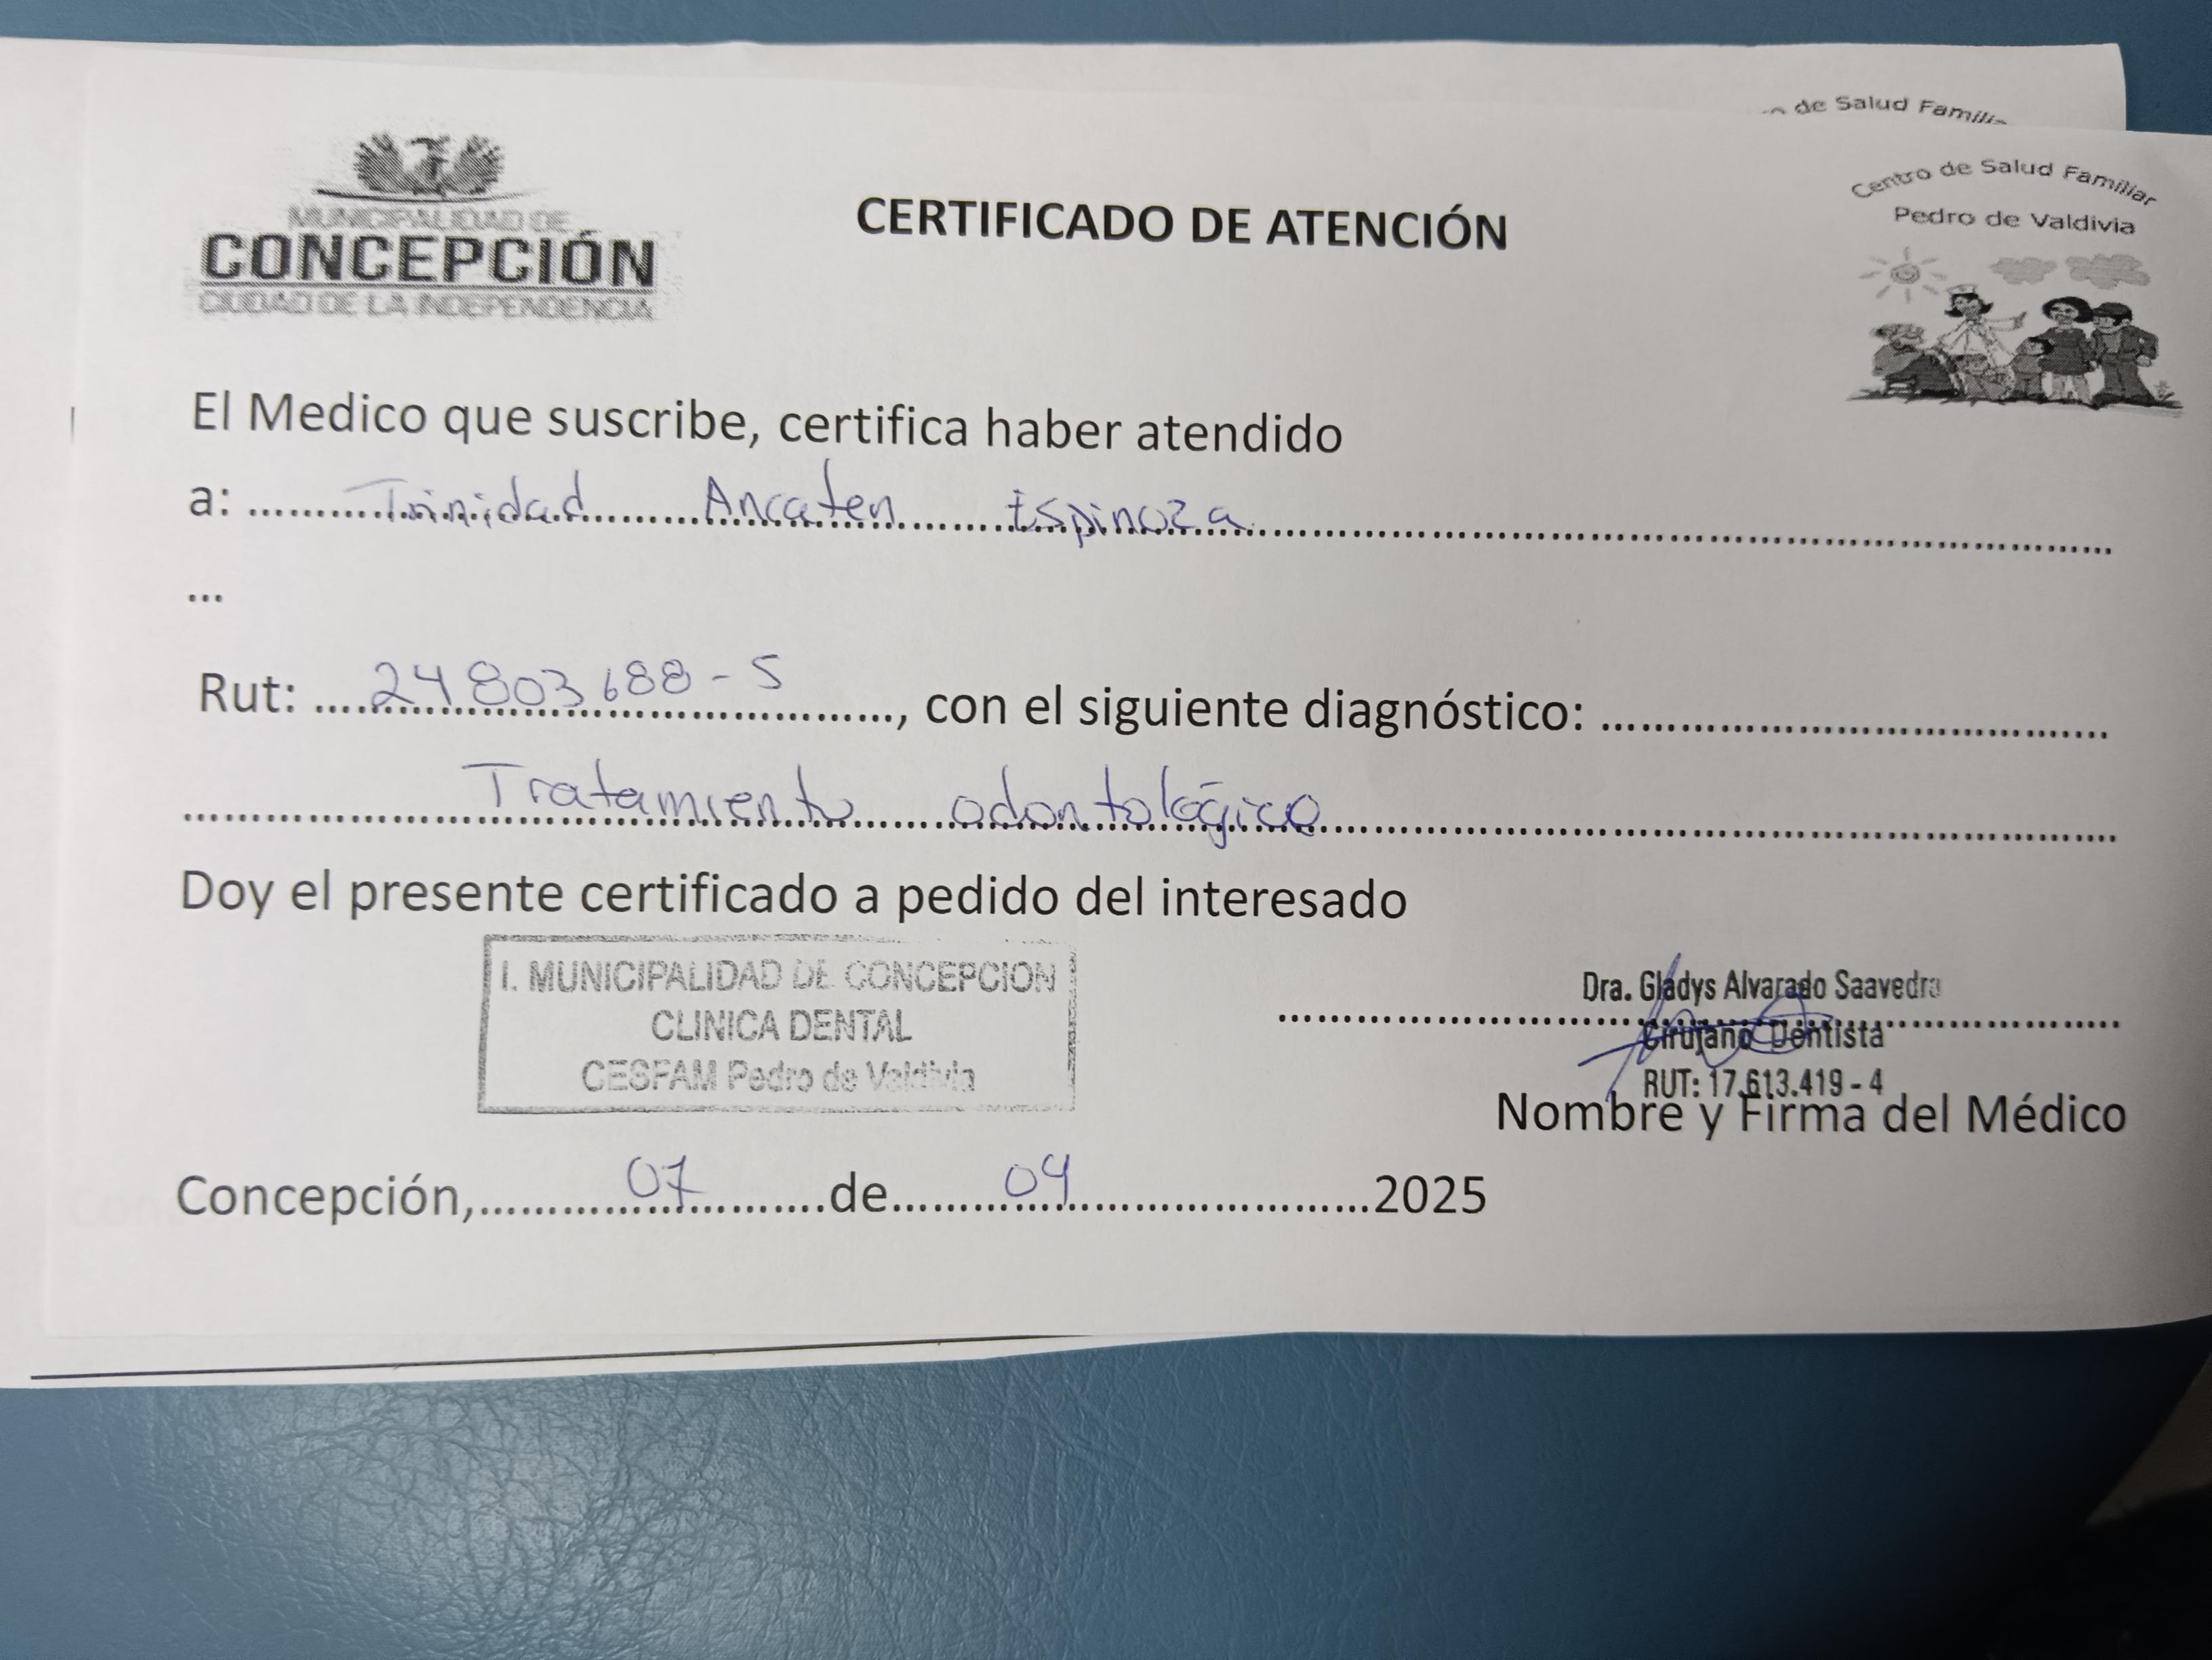 de Salud Famili
MUNICIPALIDAD DE
CONCEPCIÓN
CIUDAD DE LA INDEPENDENCIA
CERTIFICADO DE ATENCIÓN
Centro de Salud Familiar
Pedro de Valdivia
El Medico que suscribe, certifica haber atendido
a: .......... Trinidad Ancaten Espinoza ..........
...
Rut: .... 24803688-5 ...., con el siguiente diagnóstico: ..........
.......... Tratamiento odontológico ..........
Doy el presente certificado a pedido del interesado
I. MUNICIPALIDAD DE CONCEPCION
CLINICA DENTAL
CESFAM Pedro de Valdivia
Dra. Gladys Alvarado Saavedra
Cirujano Dentista
RUT: 17.613.419-4
Nombre y Firma del Médico
Concepción,.......... 07 ..........de.......... 04 ..........2025